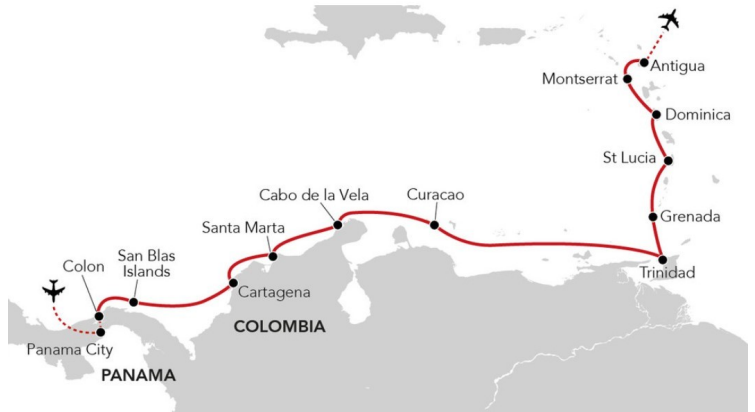 Antigua
Montserrat
Dominica
St Lucia
Cabo de la Vela
Curacao
Grenada
Santa Marta
San Blas
Islands
Colon
Trinidad
Cartagena
COLOMBIA
Panama City
PANAMA